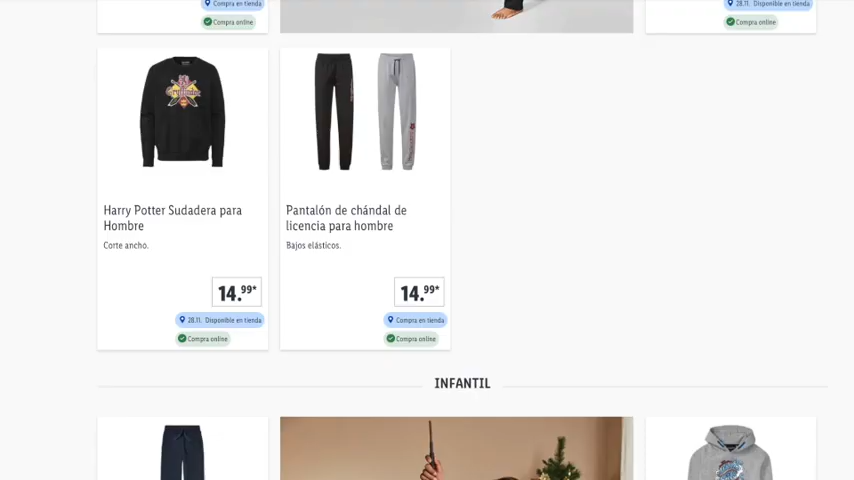 Compra en tienda
28.11. Disponible en tienda
Compra online
Compra online
Harry Potter Sudadera para
Hombre
Corte ancho.
14.99*
28.11. Disponible en tienda
Compra online
Pantalón de chándal de
licencia para hombre
Bajos elásticos.
14.99*
Compra en tienda
Compra online
INFANTIL